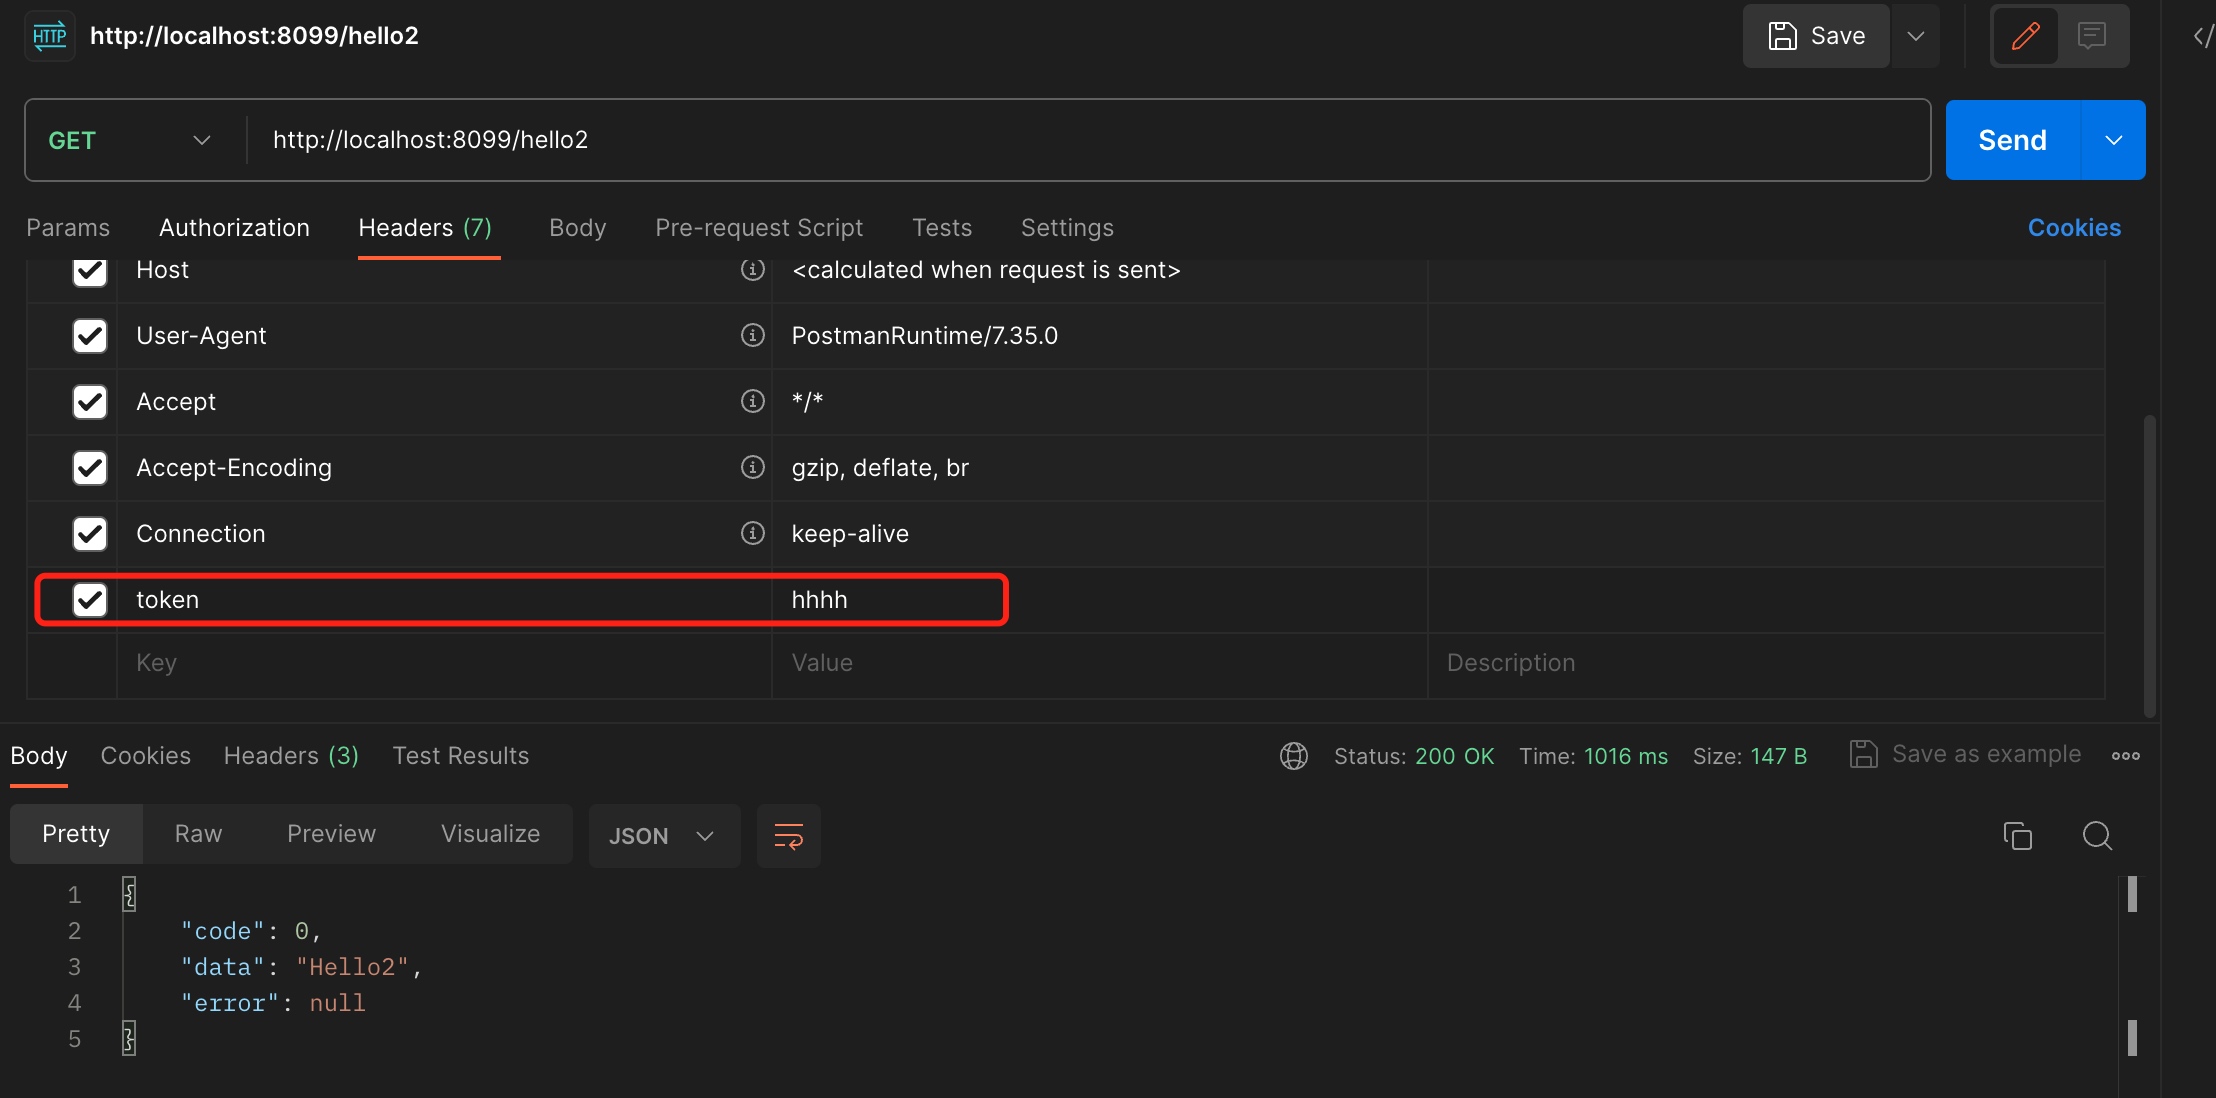 HTTP http://localhost:8099/hello2 Save
GET http://localhost:8099/hello2 Send
Params Authorization Headers (7) Body Pre-request Script Tests Settings Cookies
Host <calculated when request is sent>
User-Agent PostmanRuntime/7.35.0
Accept */*
Accept-Encoding gzip, deflate, br
Connection keep-alive
token hhhh
Key Value Description
Body Cookies Headers (3) Test Results Status: 200 OK Time: 1016 ms Size: 147 B Save as example
Pretty Raw Preview Visualize JSON
1 {
2 "code": 0,
3 "data": "Hello2",
4 "error": null
5 }